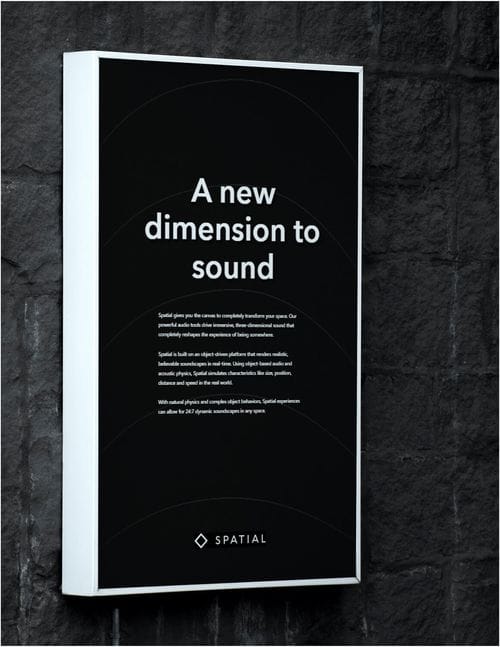 A new
dimension to
sound
Spatial gives you the canvas to completely transform your space. Our
powerful audio tools drive immersive, three-dimensional sound that
completely reshapes the experience of being somewhere.
Spatial is built on an object-driven platform that renders realistic,
believable soundscapes in real-time. Using object-based audio and
acoustic physics, Spatial simulates characteristics like size, position,
distance and speed in the real world.
With natural physics and complex object behaviors, Spatial experiences
can allow for 24/7 dynamic soundscapes in any space.
SPATIAL